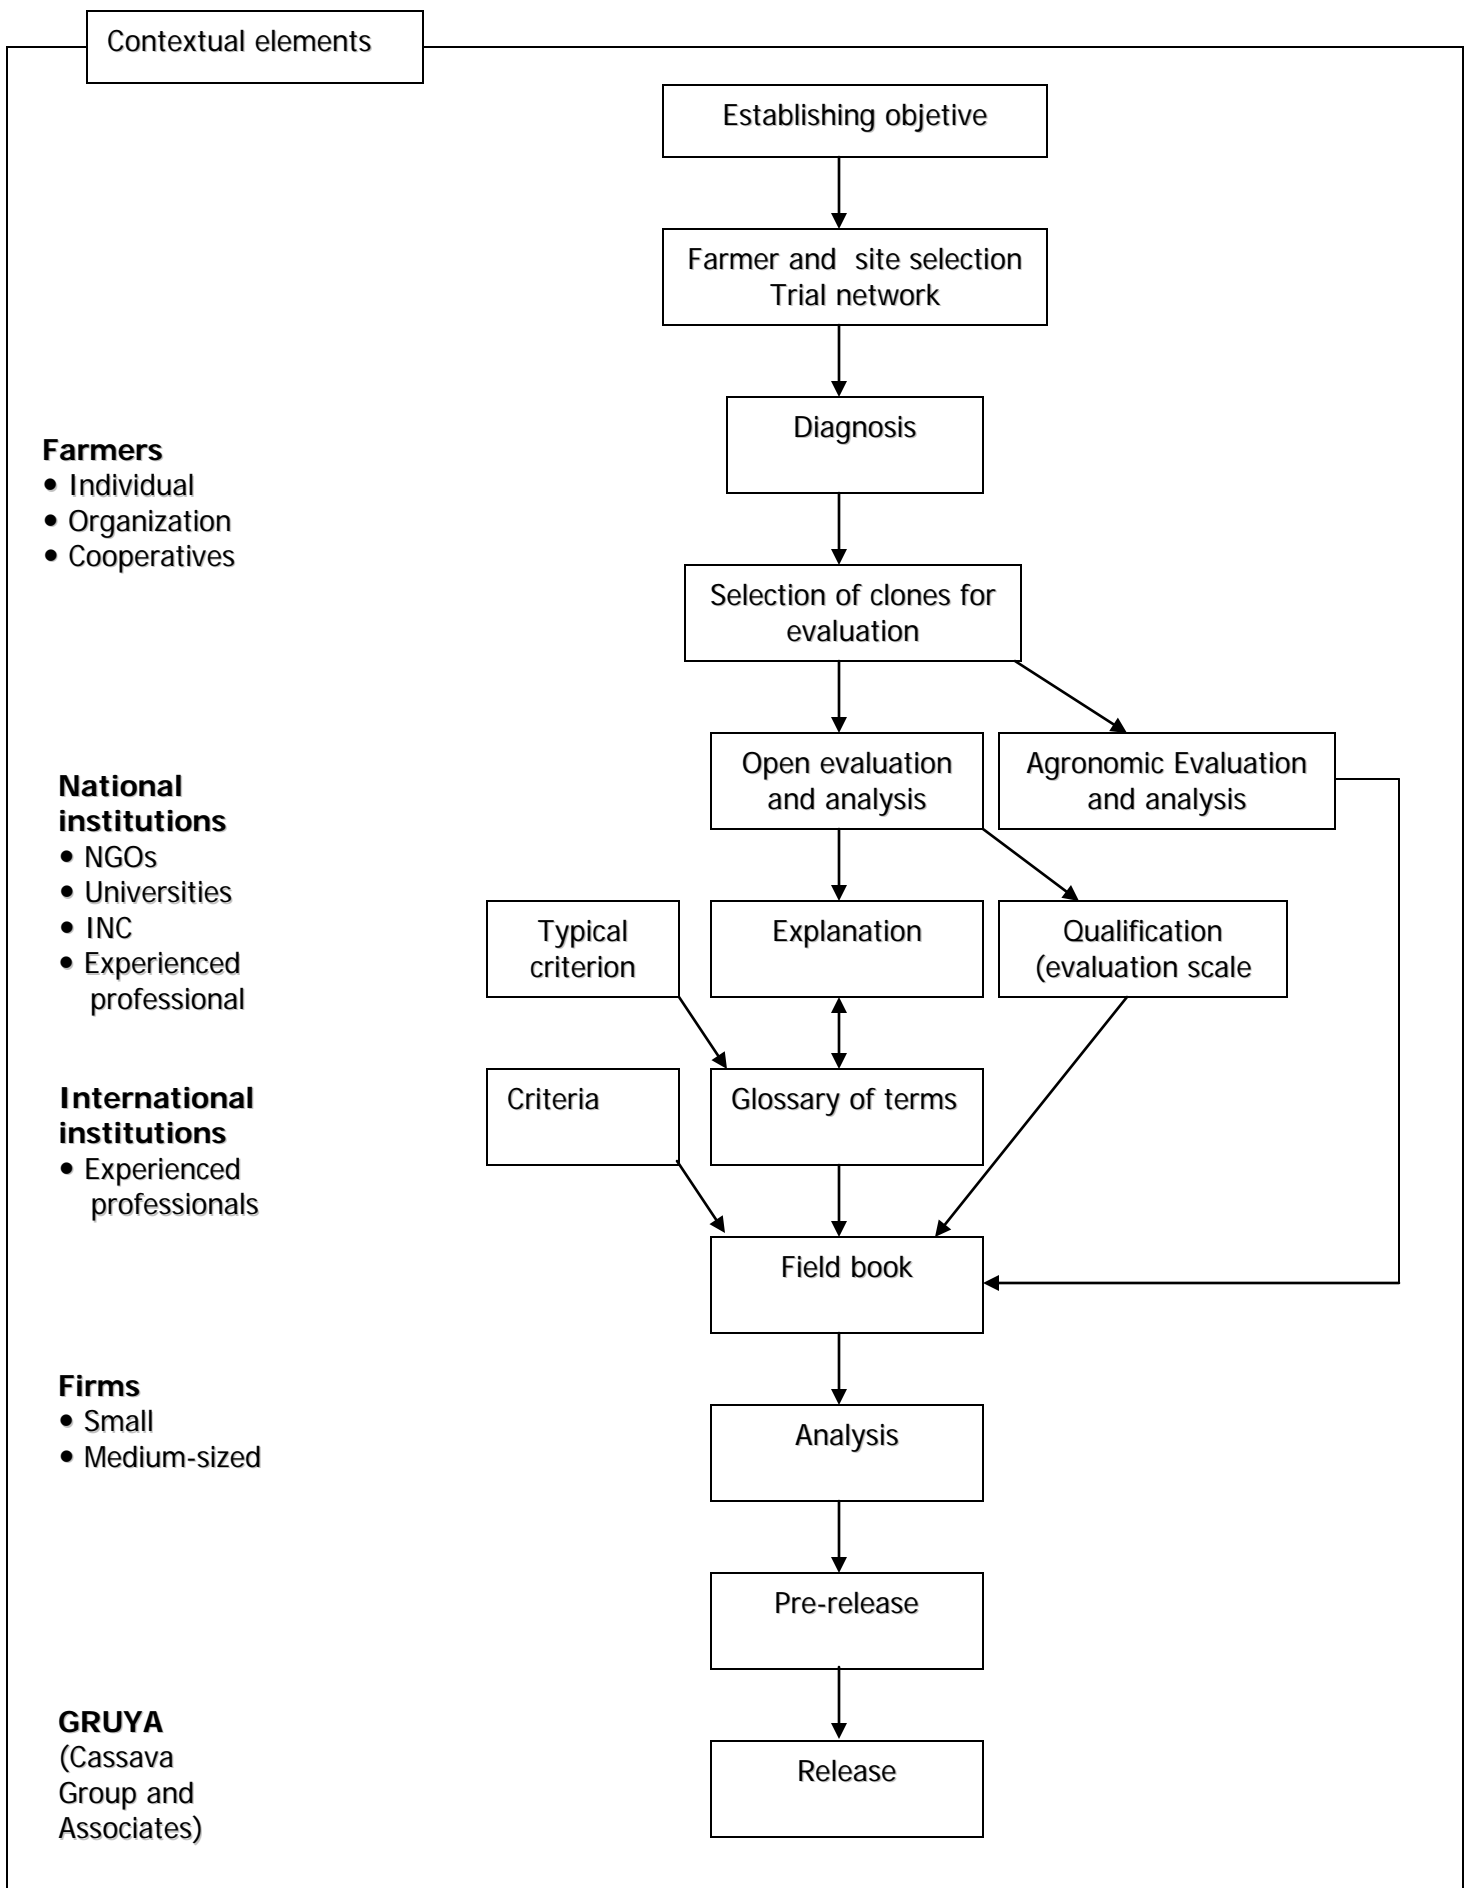 Contextual elements
Establishing objetive
Farmer and site selection
Trial network
Diagnosis
Farmers
• Individual
• Organization
• Cooperatives
Selection of clones for
evaluation
Open evaluation
and analysis
Agronomic Evaluation
and analysis
National
institutions
• NGOs
• Universities
• INC
• Experienced
professional
Typical
criterion
Explanation
Qualification
(evaluation scale
International
institutions
• Experienced
professionals
Criteria
Glossary of terms
Field book
Firms
• Small
• Medium-sized
Analysis
Pre-release
GRUYA
(Cassava
Group and
Associates)
Release